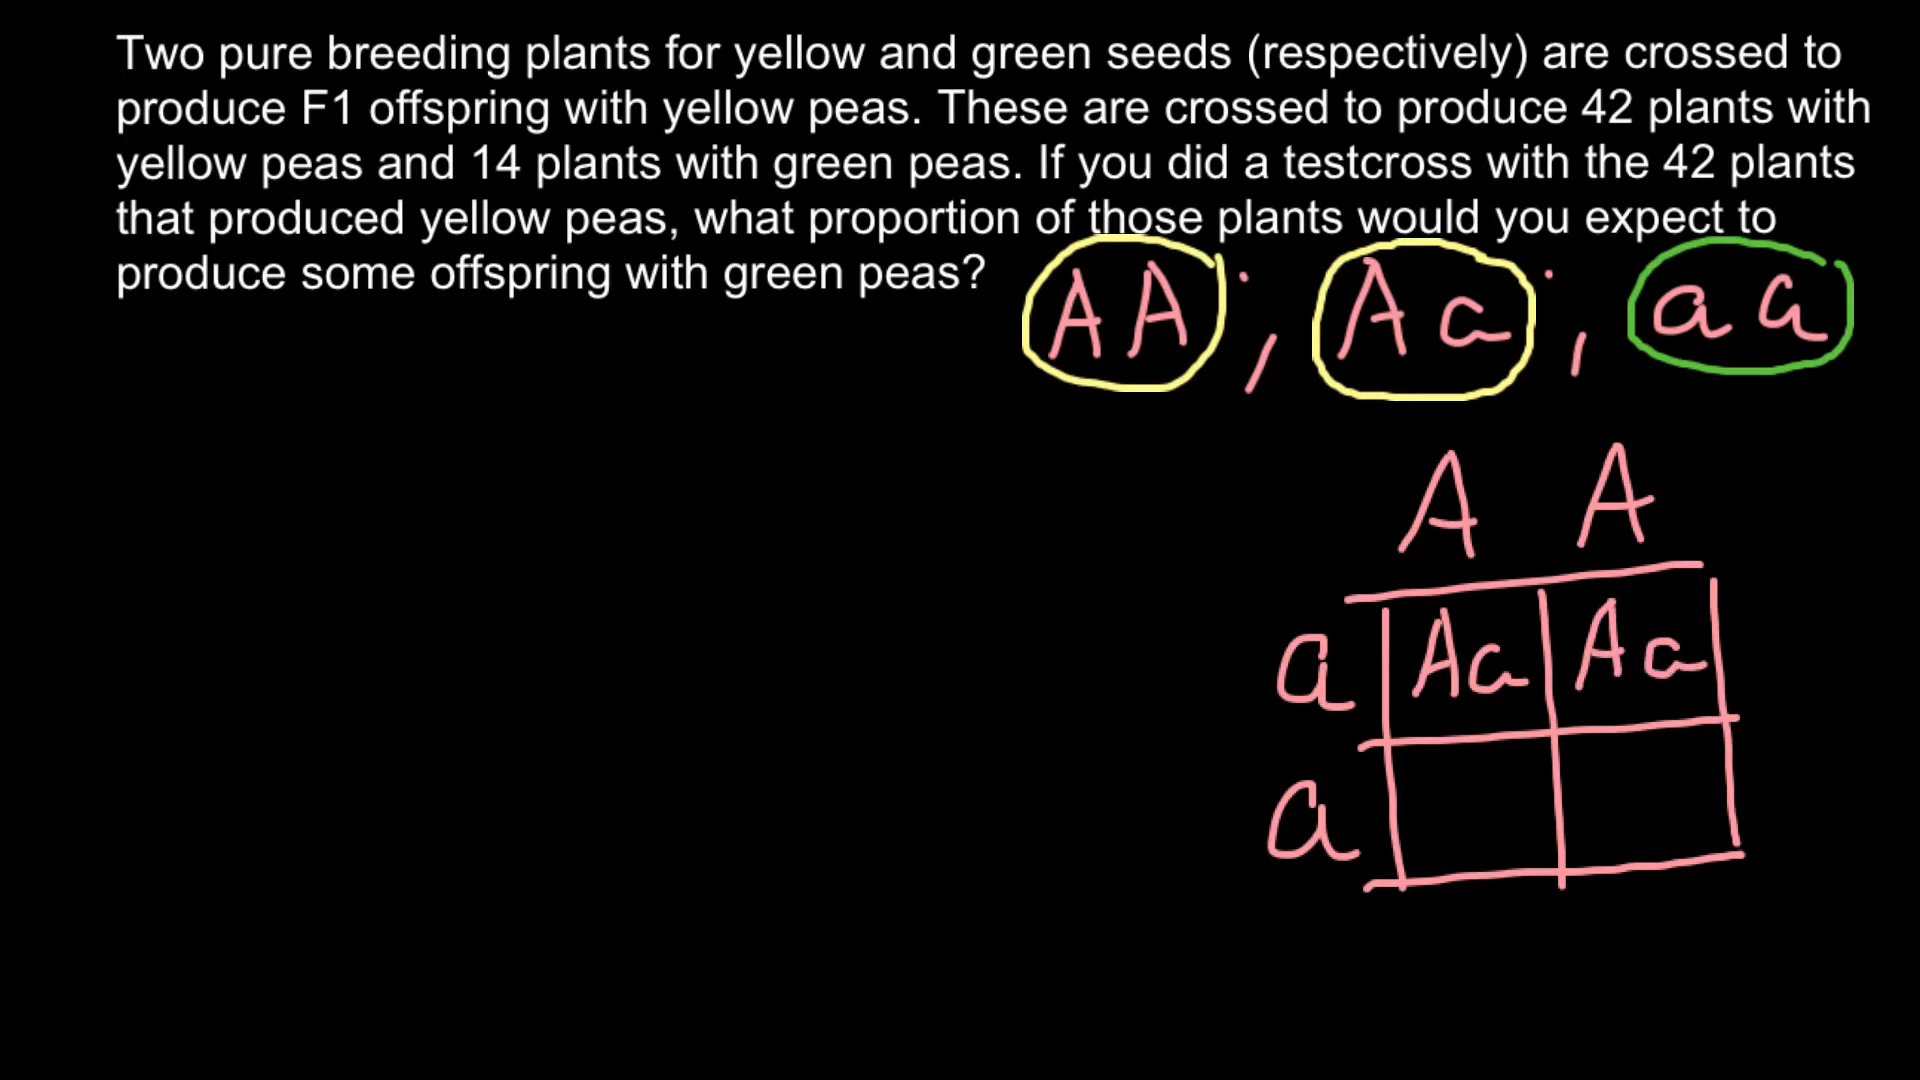 Two pure breeding plants for yellow and green seeds (respectively) are crossed to
produce F1 offspring with yellow peas. These are crossed to produce 42 plants with
yellow peas and 14 plants with green peas. If you did a testcross with the 42 plants
that produced yellow peas, what proportion of those plants would you expect to
produce some offspring with green peas?
AA ; Aa ; aa
A A
a Aa Aa
a